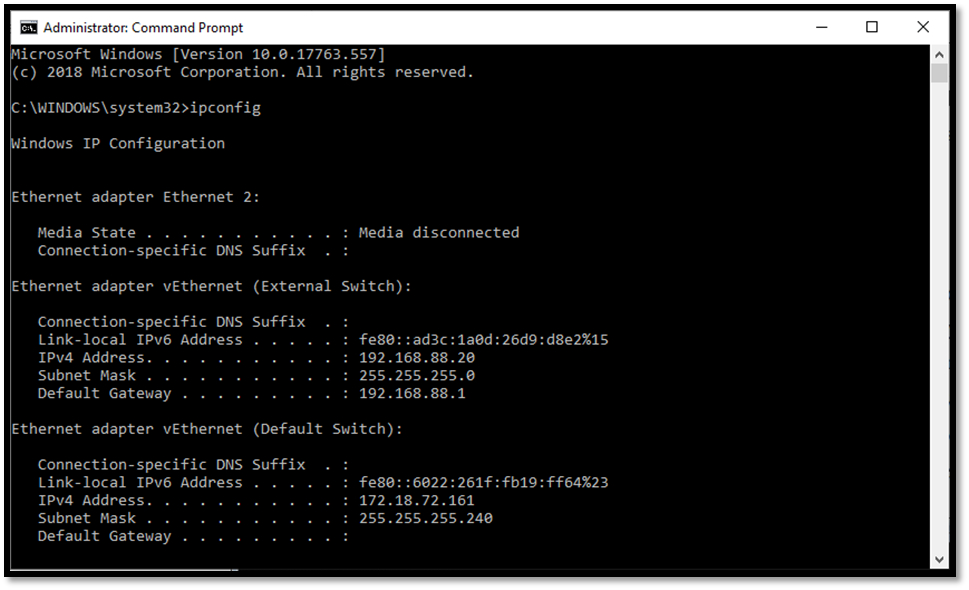 Administrator: Command Prompt
Microsoft Windows [Version 10.0.17763.557]
(c) 2018 Microsoft Corporation. All rights reserved.
C:\WINDOWS\system32>ipconfig
Windows IP Configuration
Ethernet adapter Ethernet 2:
   Media State . . . . . . . . . . . : Media disconnected
   Connection-specific DNS Suffix  . :
Ethernet adapter vEthernet (External Switch):
   Connection-specific DNS Suffix  . :
   Link-local IPv6 Address . . . . . : fe80::ad3c:1a0d:26d9:d8e2%15
   IPv4 Address. . . . . . . . . . . : 192.168.88.20
   Subnet Mask . . . . . . . . . . . : 255.255.255.0
   Default Gateway . . . . . . . . . : 192.168.88.1
Ethernet adapter vEthernet (Default Switch):
   Connection-specific DNS Suffix  . :
   Link-local IPv6 Address . . . . . : fe80::6022:261f:fb19:ff64%23
   IPv4 Address. . . . . . . . . . . : 172.18.72.161
   Subnet Mask . . . . . . . . . . . : 255.255.255.240
   Default Gateway . . . . . . . . . :